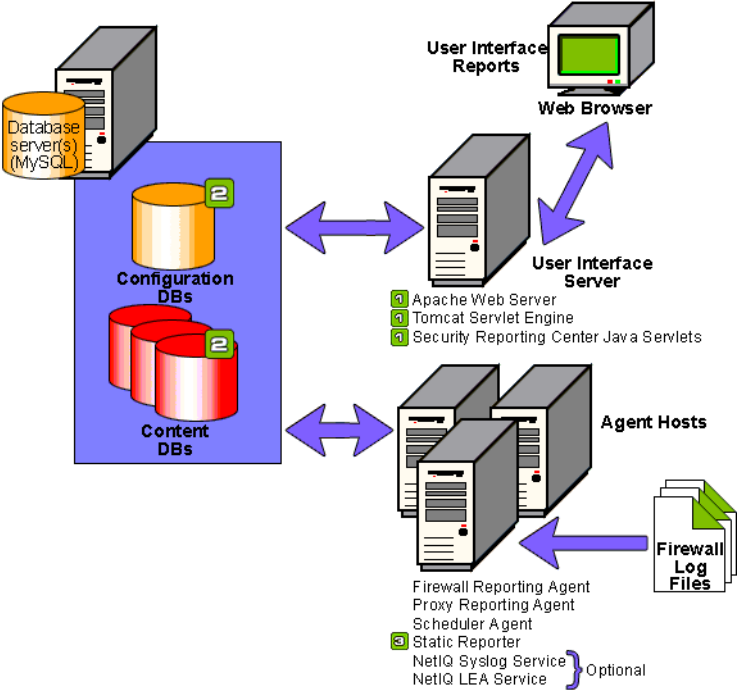 User Interface
Reports
Web Browser
Database
server(s)
(MySQL)
2
Configuration
DBs
User Interface
Server
1 Apache Web Server
1 Tomcat Servlet Engine
1 Security Reporting Center Java Servlets
2
Content
DBs
Agent Hosts
Firewall
Log
Files
Firewall Reporting Agent
Proxy Reporting Agent
Scheduler Agent
3 Static Reporter
NetIQ Syslog Service
NetIQ LEA Service
Optional